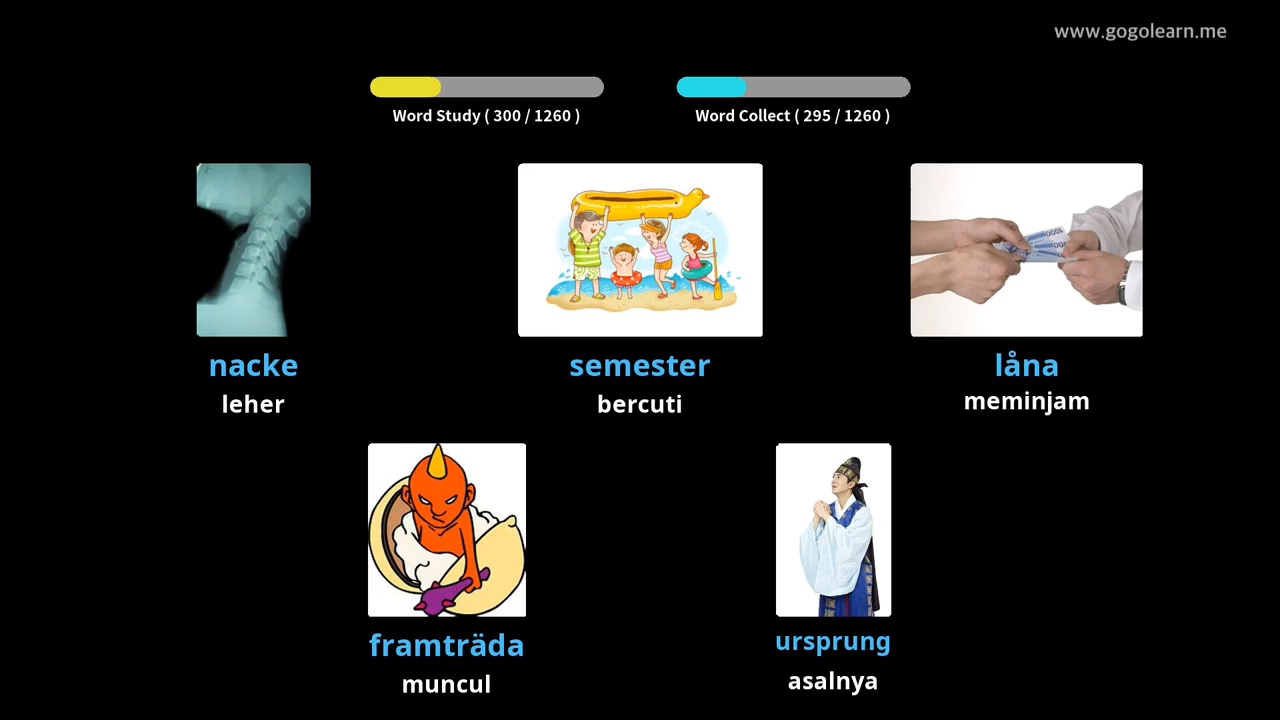 www.gogolearn.me
Word Study ( 300 / 1260 )
Word Collect ( 295 / 1260 )
nacke
leher
semester
bercuti
låna
meminjam
framträda
muncul
ursprung
asalnya